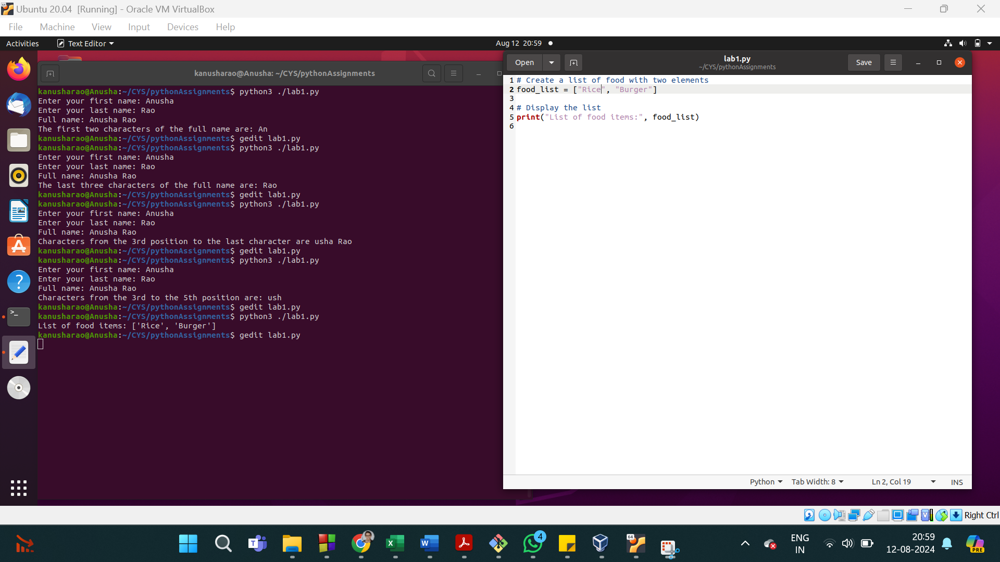 Ubuntu 20.04 [Running] - Oracle VM VirtualBox
File Machine View Input Devices Help
Activities Text Editor Aug 12 20:59
kanusharao@Anusha: ~/CYS/pythonAssignments
kanusharao@Anusha:~/CYS/pythonAssignments$ python3 ./lab1.py
Enter your first name: Anusha
Enter your last name: Rao
Full name: Anusha Rao
The first two characters of the full name are: An
kanusharao@Anusha:~/CYS/pythonAssignments$ gedit lab1.py
kanusharao@Anusha:~/CYS/pythonAssignments$ python3 ./lab1.py
Enter your first name: Anusha
Enter your last name: Rao
Full name: Anusha Rao
The last three characters of the full name are: Rao
kanusharao@Anusha:~/CYS/pythonAssignments$ gedit lab1.py
kanusharao@Anusha:~/CYS/pythonAssignments$ python3 ./lab1.py
Enter your first name: Anusha
Enter your last name: Rao
Full name: Anusha Rao
Characters from the 3rd position to the last character are usha Rao
kanusharao@Anusha:~/CYS/pythonAssignments$ gedit lab1.py
kanusharao@Anusha:~/CYS/pythonAssignments$ python3 ./lab1.py
Enter your first name: Anusha
Enter your last name: Rao
Full name: Anusha Rao
Characters from the 3rd to the 5th position are: ush
kanusharao@Anusha:~/CYS/pythonAssignments$ gedit lab1.py
kanusharao@Anusha:~/CYS/pythonAssignments$ python3 ./lab1.py
List of food items: ['Rice', 'Burger']
kanusharao@Anusha:~/CYS/pythonAssignments$ gedit lab1.py
Open lab1.py Save
~/CYS/pythonAssignments
1 # Create a list of food with two elements
2 food_list = ["Rice", "Burger"]
3
4 # Display the list
5 print("List of food items:", food_list)
6
Python Tab Width: 8 Ln 2, Col 19 INS
Right Ctrl
4
64
ENG
IN
20:59
12-08-2024
PRE